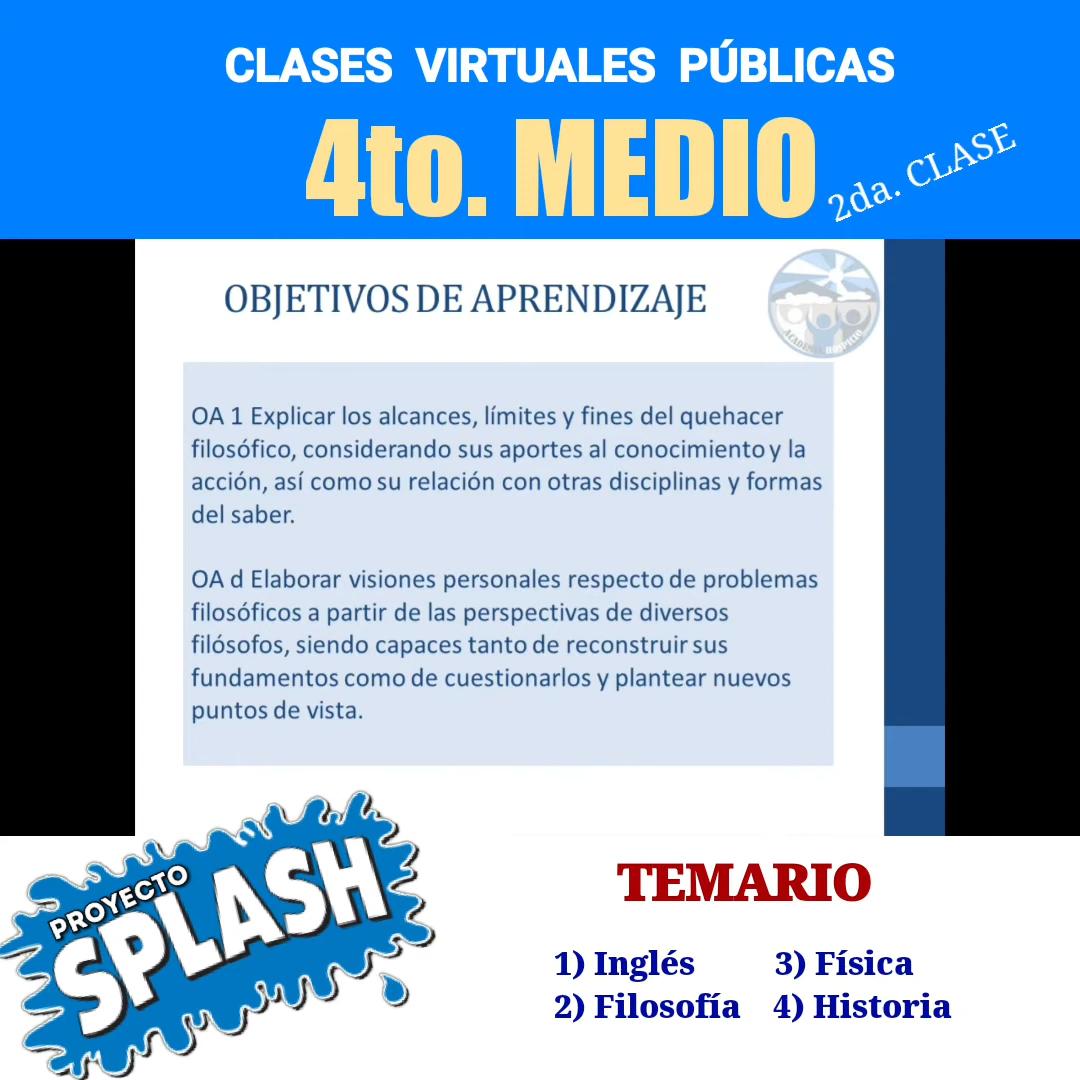 CLASES VIRTUALES PÚBLICAS
4to. MEDIO
2da. CLASE
OBJETIVOS DE APRENDIZAJE
ACADEMIA HOSPICIO
OA 1 Explicar los alcances, límites y fines del quehacer
filosófico, considerando sus aportes al conocimiento y la
acción, así como su relación con otras disciplinas y formas
del saber.
OA d Elaborar visiones personales respecto de problemas
filosóficos a partir de las perspectivas de diversos
filósofos, siendo capaces tanto de reconstruir sus
fundamentos como de cuestionarlos y plantear nuevos
puntos de vista.
PROYECTO
SPLASH
TEMARIO
1) Inglés 3) Física
2) Filosofía 4) Historia